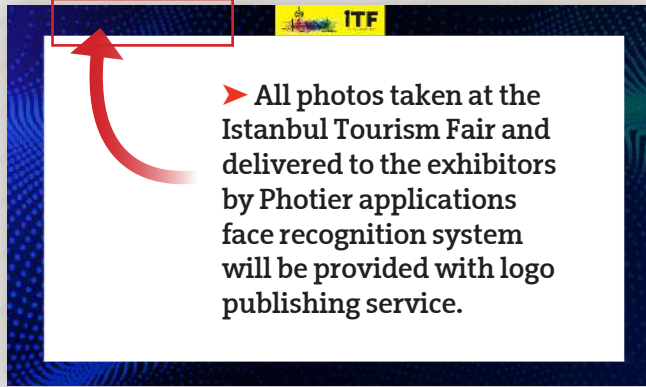 ITF
➤ All photos taken at the
Istanbul Tourism Fair and
delivered to the exhibitors
by Photier applications
face recognition system
will be provided with logo
publishing service.